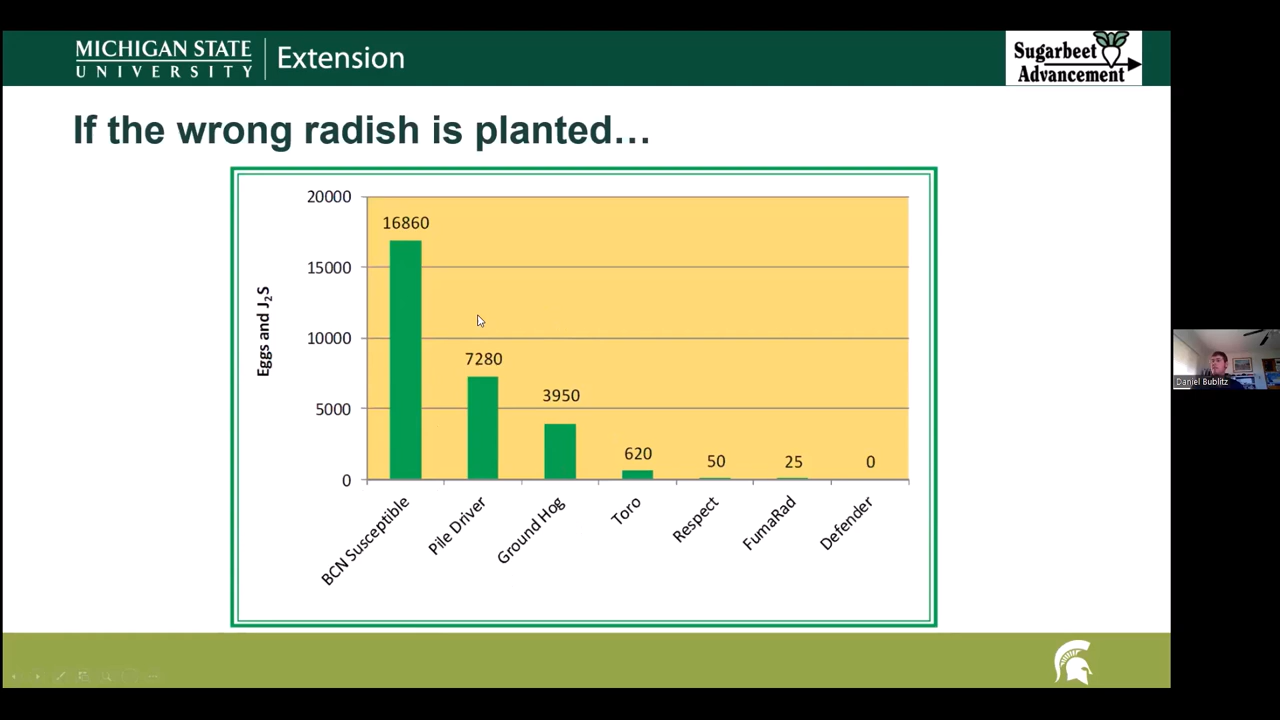 MICHIGAN STATE
UNIVERSITY
Extension
Sugarbeet
Advancement
If the wrong radish is planted…
20000
15000
10000
5000
0
Eggs and J₂S
16860
7280
3950
620
50
25
0
BCN Susceptible
Pile Driver
Ground Hog
Toro
Respect
FumaRad
Defender
Daniel Bublitz